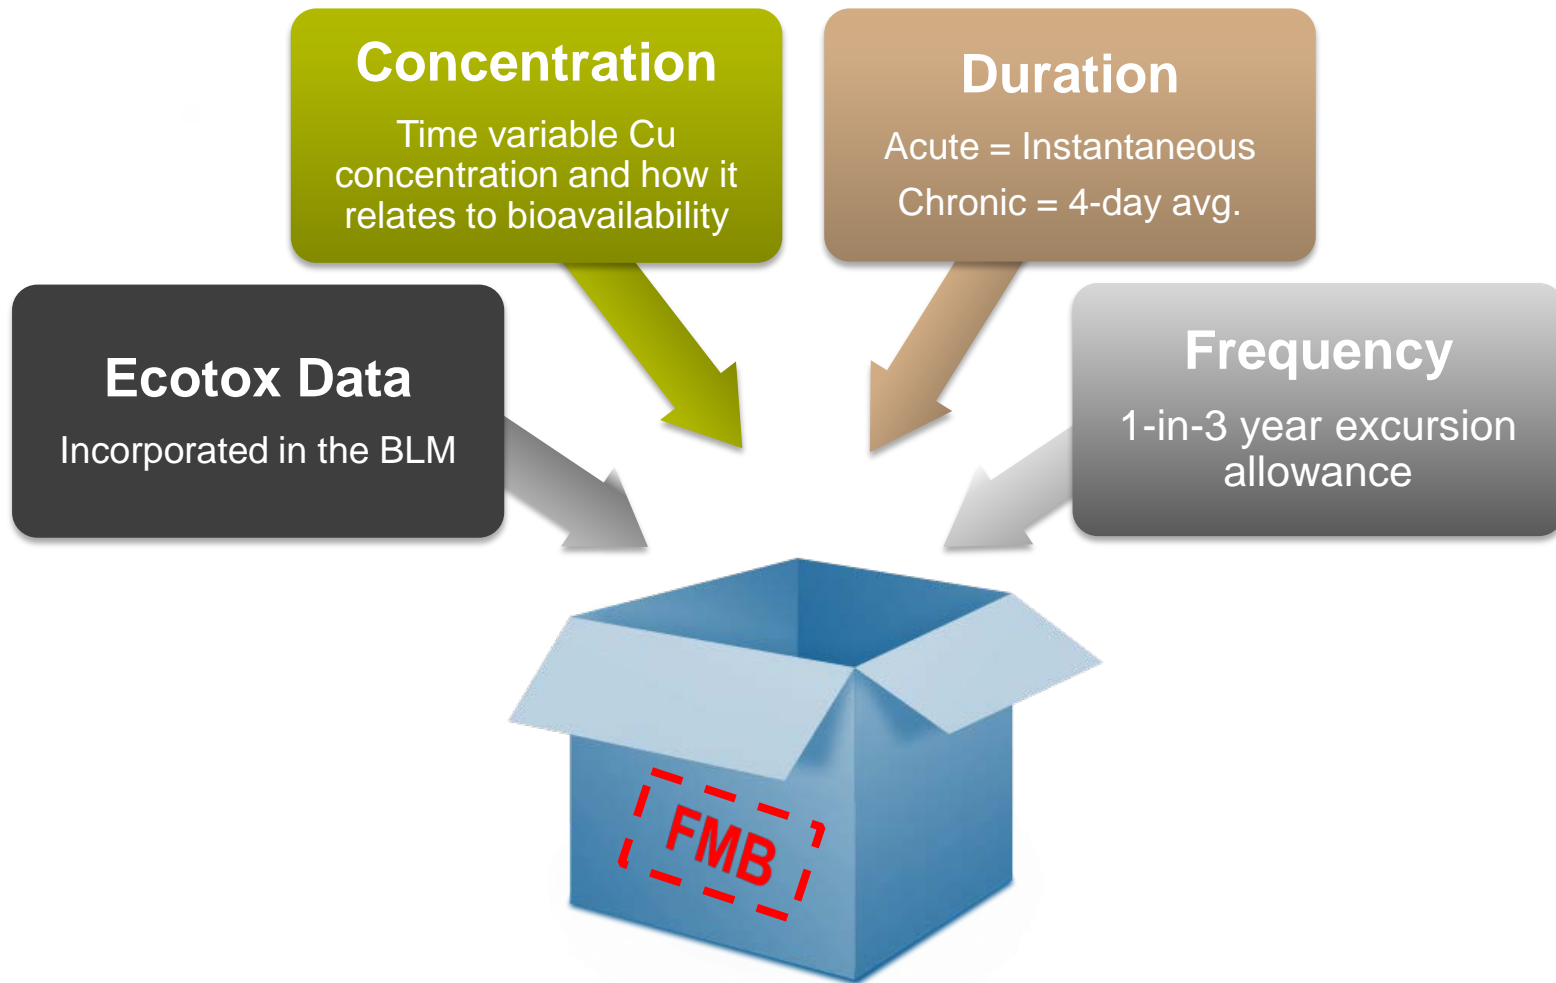 Concentration
Time variable Cu
concentration and how it
relates to bioavailability
Duration
Acute = Instantaneous
Chronic = 4-day avg.
Ecotox Data
Incorporated in the BLM
Frequency
1-in-3 year excursion
allowance
FMB